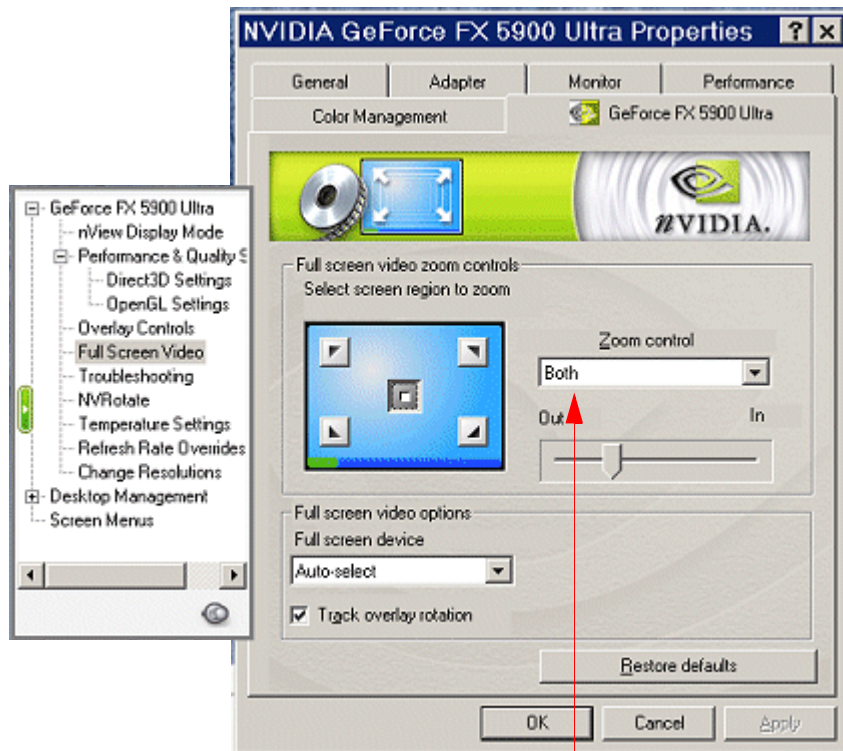 NVIDIA GeForce FX 5900 Ultra Properties
General Adapter Monitor Performance
Color Management GeForce FX 5900 Ultra
nVIDIA.
GeForce FX 5900 Ultra
nView Display Mode
Performance & Quality S
Direct3D Settings
OpenGL Settings
Overlay Controls
Full Screen Video
Troubleshooting
NVRotate
Temperature Settings
Refresh Rate Overrides
Change Resolutions
Desktop Management
Screen Menus
Full screen video zoom controls
Select screen region to zoom
Zoom control
Both
Out In
Full screen video options
Full screen device
Auto-select
Track overlay rotation
Restore defaults
OK Cancel Apply